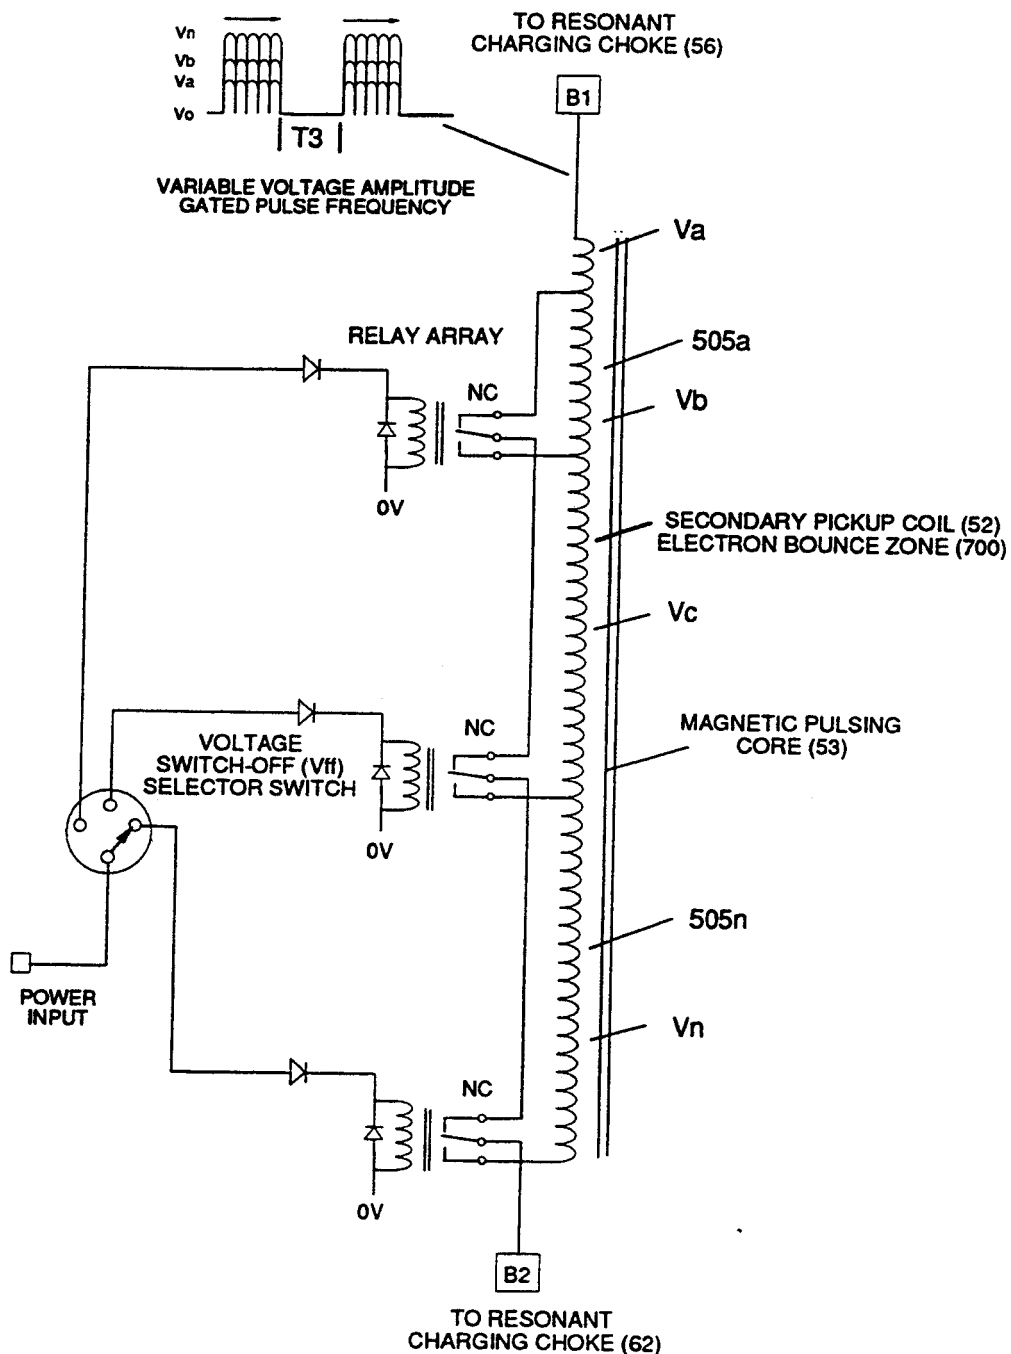 TO RESONANT
CHARGING CHOKE (56)
B1
Vn
Vb
Va
Vo
T3
VARIABLE VOLTAGE AMPLITUDE
GATED PULSE FREQUENCY
Va
RELAY ARRAY
505a
NC
Vb
0V
SECONDARY PICKUP COIL (52)
ELECTRON BOUNCE ZONE (700)
Vc
NC
MAGNETIC PULSING
CORE (53)
VOLTAGE
SWITCH-OFF (Vff)
SELECTOR SWITCH
0V
505n
POWER
INPUT
Vn
NC
0V
B2
TO RESONANT
CHARGING CHOKE (62)